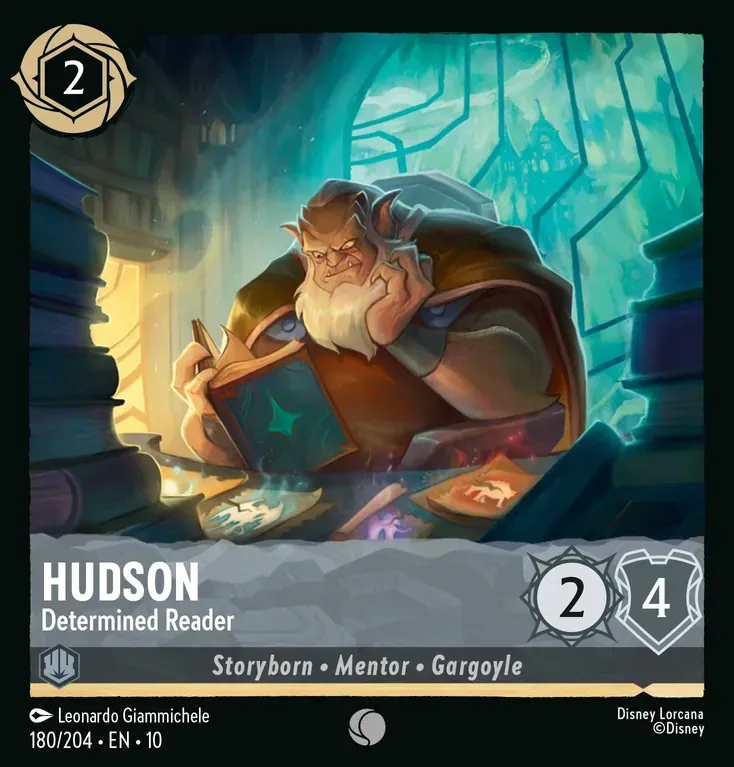 2
HUDSON
Determined Reader
2 4
Storyborn • Mentor • Gargoyle
Leonardo Giammichele
180/204 • EN • 10
Disney Lorcana
©Disney